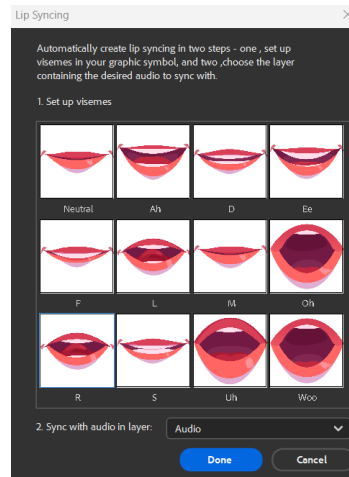 Lip Syncing
Automatically create lip syncing in two steps - one , set up
visemes in your graphic symbol, and two ,choose the layer
containing the desired audio to sync with.
1. Set up visemes
Neutral Ah D Ee
F L M Oh
R S Uh Woo
2. Sync with audio in layer: Audio
Done Cancel